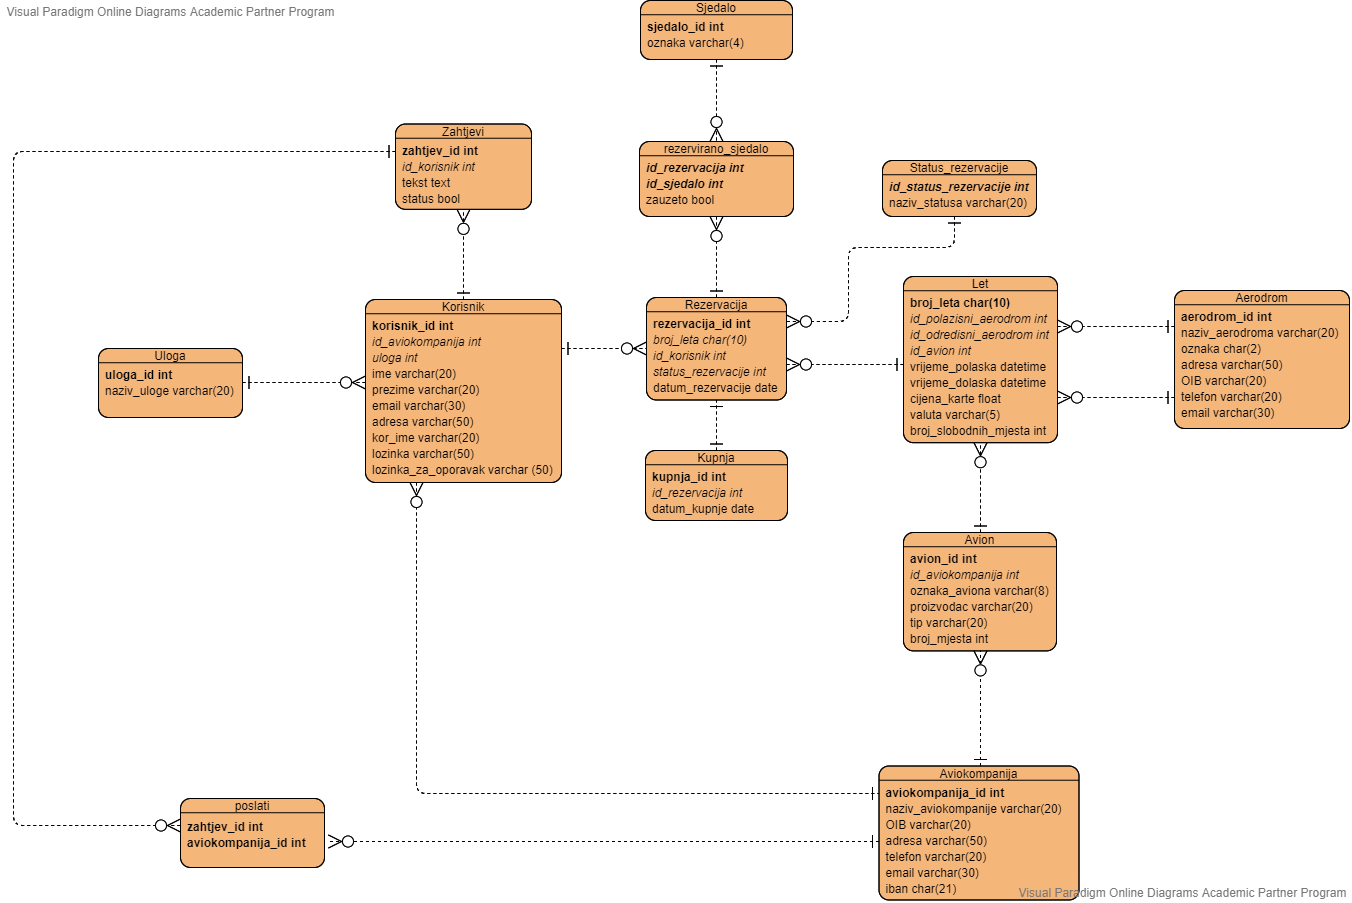 Visual Paradigm Online Diagrams Academic Partner Program
Sjedalo
sjedalo_id int
oznaka varchar(4)
Zahtjevi
zahtjev_id int
id_korisnik int
tekst text
status bool
rezervirano_sjedalo
id_rezervacija int
id_sjedalo int
zauzeto bool
Status_rezervacije
id_status_rezervacije int
naziv_statusa varchar(20)
Uloga
uloga_id int
naziv_uloge varchar(20)
Korisnik
korisnik_id int
id_aviokompanija int
uloga int
ime varchar(20)
prezime varchar(20)
email varchar(30)
adresa varchar(50)
kor_ime varchar(20)
lozinka varchar(50)
lozinka_za_oporavak varchar (50)
Rezervacija
rezervacija_id int
broj_leta char(10)
id_korisnik int
status_rezervacije int
datum_rezervacije date
Let
broj_leta char(10)
id_polazisni_aerodrom int
id_odredisni_aerodrom int
id_avion int
vrijeme_polaska datetime
vrijeme_dolaska datetime
cijena_karte float
valuta varchar(5)
broj_slobodnih_mjesta int
Aerodrom
aerodrom_id int
naziv_aerodroma varchar(20)
oznaka char(2)
adresa varchar(50)
OIB varchar(20)
telefon varchar(20)
email varchar(30)
Kupnja
kupnja_id int
id_rezervacija int
datum_kupnje date
Avion
avion_id int
id_aviokompanija int
oznaka_aviona varchar(8)
proizvodac varchar(20)
tip varchar(20)
broj_mjesta int
poslati
zahtjev_id int
aviokompanija_id int
Aviokompanija
aviokompanija_id int
naziv_aviokompanije varchar(20)
OIB varchar(20)
adresa varchar(50)
telefon varchar(20)
email varchar(30)
iban char(21)
Visual Paradigm Online Diagrams Academic Partner Program